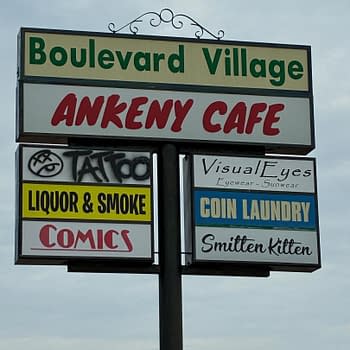 Boulevard Village
ANKENY CAFE
TATTOO
LIQUOR & SMOKE
COMICS
VisualEyes
Eyewear - Sunwear
COIN LAUNDRY
Smitten Kitten